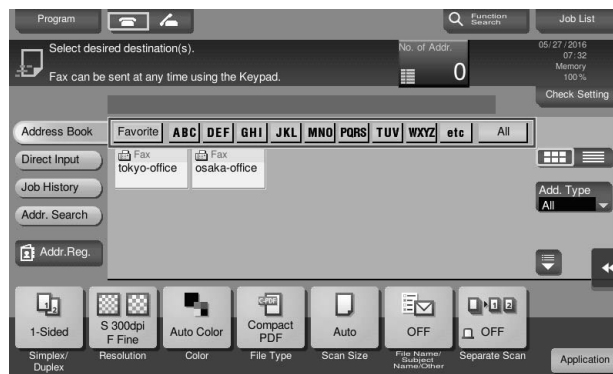 Program
Function
Search
Job List
Select desired destination(s).
Fax can be sent at any time using the Keypad.
No. of Addr.
0
05/27/2016
07:32
Memory
100%
Check Setting
Address Book
Favorite ABC DEF GHI JKL MNO PQRS TUV WXYZ etc All
Direct Input
Fax
tokyo-office
Fax
osaka-office
Job History
Addr. Search
Add. Type
All
Addr.Reg.
1-Sided
Simplex/
Duplex
S 300dpi
F Fine
Resolution
Auto Color
Color
C-PDF
Compact
PDF
File Type
Auto
Scan Size
OFF
File Name/
Subject
Name/Other
OFF
Separate Scan
Application